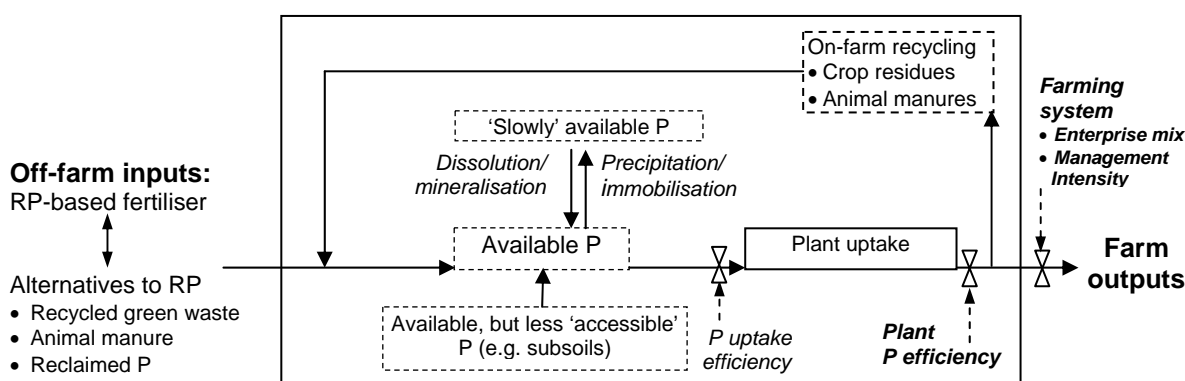 On-farm recycling
• Crop residues
• Animal manures
Farming
system
• Enterprise mix
• Management
Intensity
‘Slowly’ available P
Dissolution/
mineralisation
Precipitation/
immobilisation
Off-farm inputs:
RP-based fertiliser
Available P
Plant uptake
Farm
outputs
Alternatives to RP
• Recycled green waste
• Animal manure
• Reclaimed P
Available, but less ‘accessible’
P (e.g. subsoils)
P uptake
efficiency
Plant
P efficiency